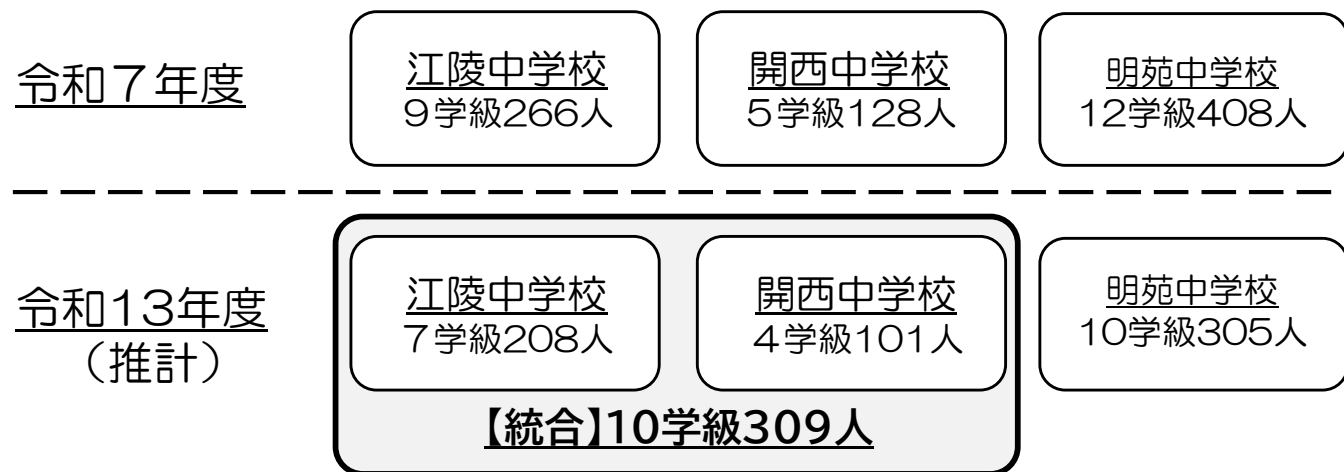 令和７年度
江陵中学校
９学級266人
開西中学校
５学級128人
明苑中学校
12学級408人
令和13年度
（推計）
江陵中学校
７学級208人
開西中学校
４学級101人
明苑中学校
10学級305人
【統合】10学級309人